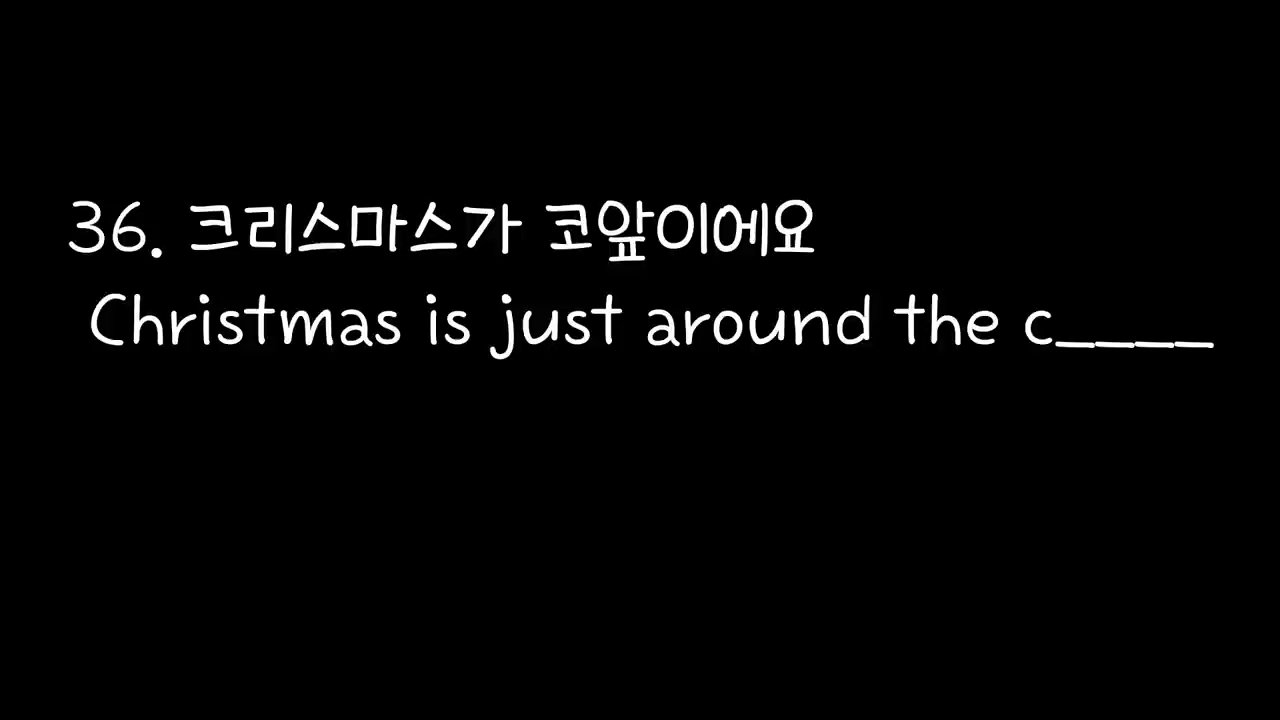 36. 크리스마스가 코앞이에요
Christmas is just around the c____